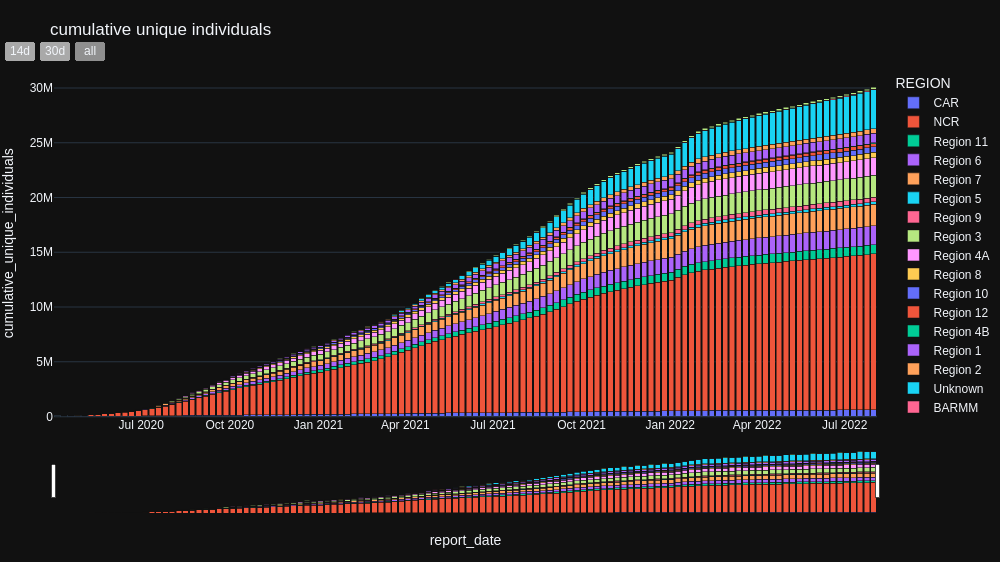 cumulative unique individuals
14d
30d
all
cumulative_unique_individuals
30M
25M
20M
15M
10M
5M
0
Jul 2020
Oct 2020
Jan 2021
Apr 2021
Jul 2021
Oct 2021
Jan 2022
Apr 2022
Jul 2022
report_date
REGION
CAR
NCR
Region 11
Region 6
Region 7
Region 5
Region 9
Region 3
Region 4A
Region 8
Region 10
Region 12
Region 4B
Region 1
Region 2
Unknown
BARMM